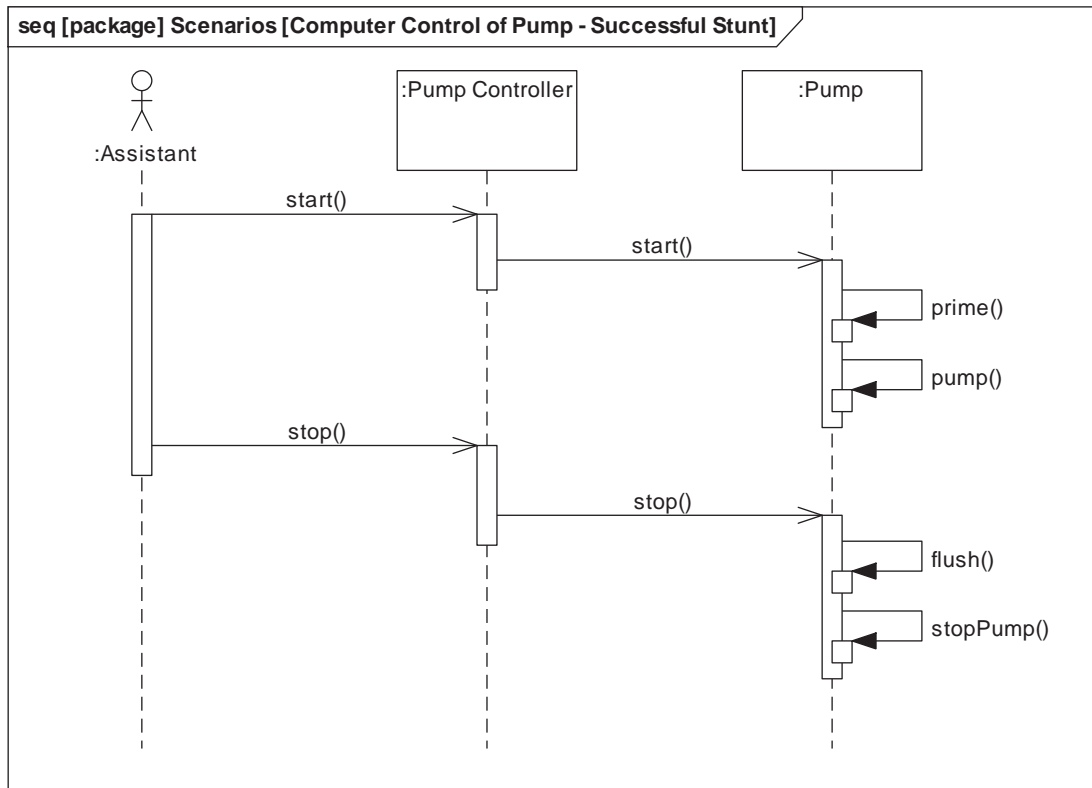 seq [package] Scenarios [Computer Control of Pump - Successful Stunt]
:Pump Controller
:Pump
:Assistant
start()
start()
prime()
pump()
stop()
stop()
flush()
stopPump()